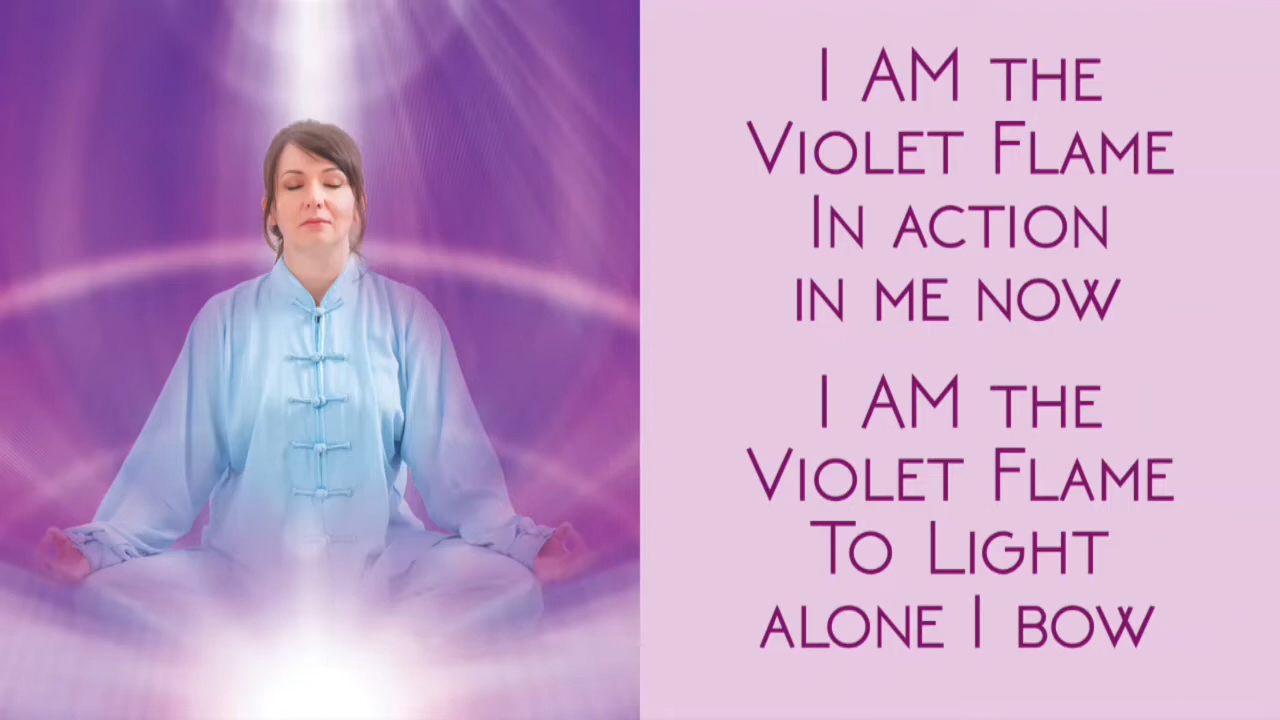 I AM THE
VIOLET FLAME
IN ACTION
IN ME NOW
I AM THE
VIOLET FLAME
TO LIGHT
ALONE I BOW